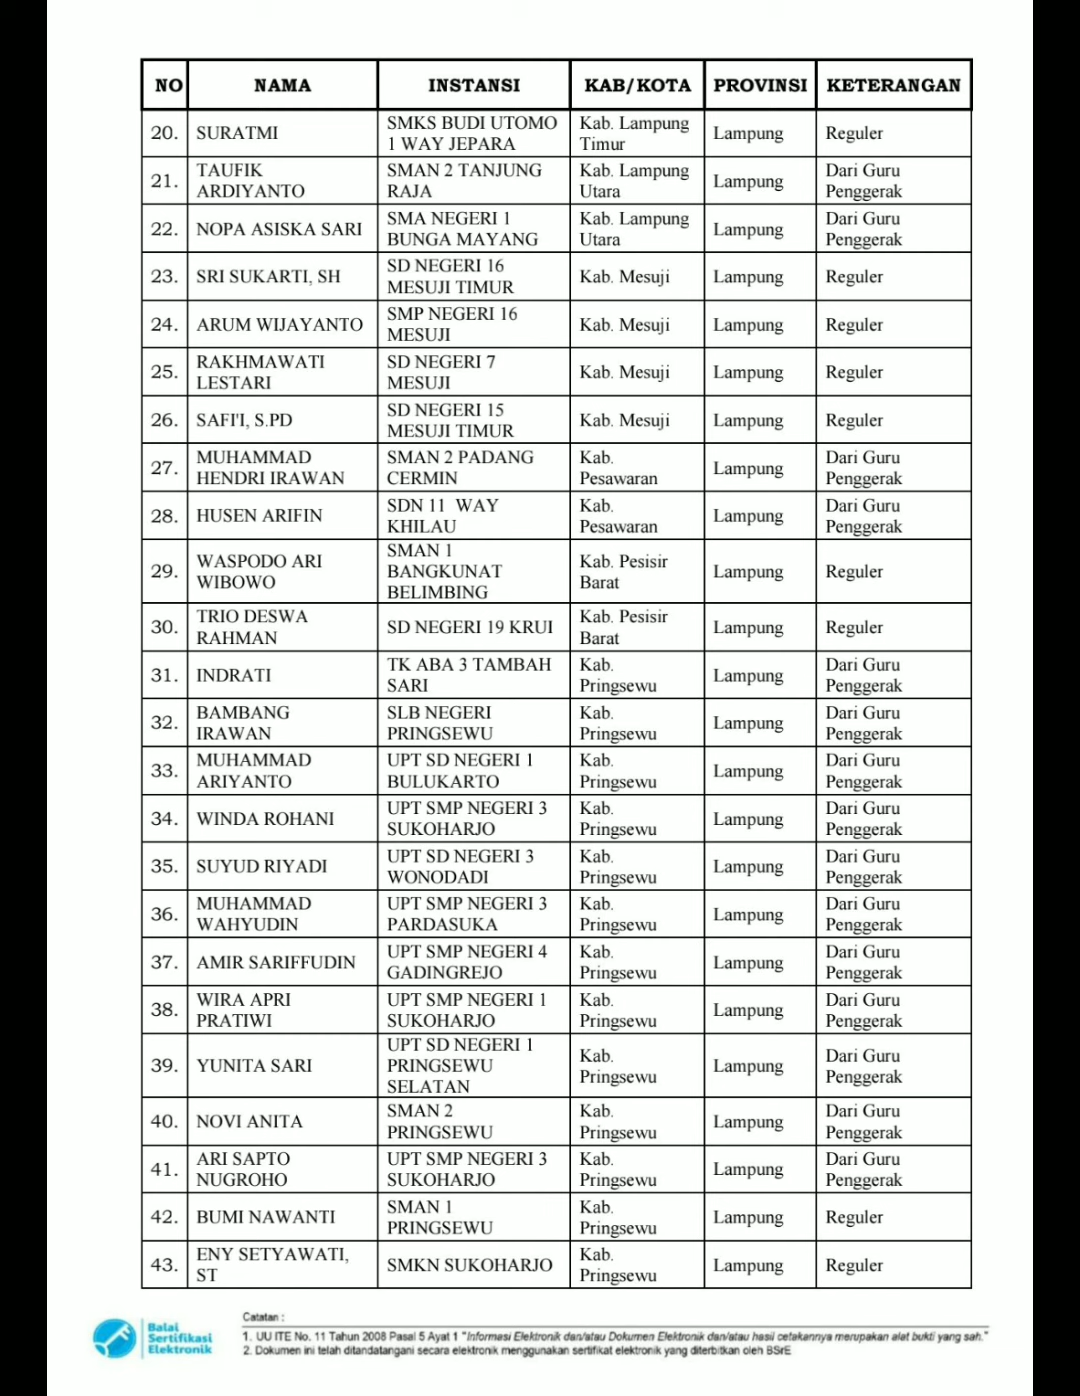 NO NAMA INSTANSI KAB/KOTA PROVINSI KETERANGAN
20. SURATMI SMKS BUDI UTOMO 1 WAY JEPARA Kab. Lampung Timur Lampung Reguler
21. TAUFIK ARDIYANTO SMAN 2 TANJUNG RAJA Kab. Lampung Utara Lampung Dari Guru Penggerak
22. NOPA ASISKA SARI SMA NEGERI 1 BUNGA MAYANG Kab. Lampung Utara Lampung Dari Guru Penggerak
23. SRI SUKARTI, SH SD NEGERI 16 MESUJI TIMUR Kab. Mesuji Lampung Reguler
24. ARUM WIJAYANTO SMP NEGERI 16 MESUJI Kab. Mesuji Lampung Reguler
25. RAKHMAWATI LESTARI SD NEGERI 7 MESUJI Kab. Mesuji Lampung Reguler
26. SAFI'I, S.PD SD NEGERI 15 MESUJI TIMUR Kab. Mesuji Lampung Reguler
27. MUHAMMAD HENDRI IRAWAN SMAN 2 PADANG CERMIN Kab. Pesawaran Lampung Dari Guru Penggerak
28. HUSEN ARIFIN SDN 11 WAY KHILAU Kab. Pesawaran Lampung Dari Guru Penggerak
29. WASPODO ARI WIBOWO SMAN 1 BANGKUNAT BELIMBING Kab. Pesisir Barat Lampung Reguler
30. TRIO DESWA RAHMAN SD NEGERI 19 KRUI Kab. Pesisir Barat Lampung Reguler
31. INDRATI TK ABA 3 TAMBAH SARI Kab. Pringsewu Lampung Dari Guru Penggerak
32. BAMBANG IRAWAN SLB NEGERI PRINGSEWU Kab. Pringsewu Lampung Dari Guru Penggerak
33. MUHAMMAD ARIYANTO UPT SD NEGERI 1 BULUKARTO Kab. Pringsewu Lampung Dari Guru Penggerak
34. WINDA ROHANI UPT SMP NEGERI 3 SUKOHARJO Kab. Pringsewu Lampung Dari Guru Penggerak
35. SUYUD RIYADI UPT SD NEGERI 3 WONODADI Kab. Pringsewu Lampung Dari Guru Penggerak
36. MUHAMMAD WAHYUDIN UPT SMP NEGERI 3 PARDASUKA Kab. Pringsewu Lampung Dari Guru Penggerak
37. AMIR SARIFFUDIN UPT SMP NEGERI 4 GADINGREJO Kab. Pringsewu Lampung Dari Guru Penggerak
38. WIRA APRI PRATIWI UPT SMP NEGERI 1 SUKOHARJO Kab. Pringsewu Lampung Dari Guru Penggerak
39. YUNITA SARI UPT SD NEGERI 1 PRINGSEWU SELATAN Kab. Pringsewu Lampung Dari Guru Penggerak
40. NOVI ANITA SMAN 2 PRINGSEWU Kab. Pringsewu Lampung Dari Guru Penggerak
41. ARI SAPTO NUGROHO UPT SMP NEGERI 3 SUKOHARJO Kab. Pringsewu Lampung Dari Guru Penggerak
42. BUMI NAWANTI SMAN 1 PRINGSEWU Kab. Pringsewu Lampung Reguler
43. ENY SETYAWATI, ST SMKN SUKOHARJO Kab. Pringsewu Lampung Reguler
Balai
Sertifikasi
Elektronik
Catatan :
1. UU ITE No. 11 Tahun 2008 Pasal 5 Ayat 1 "Informasi Elektronik dan/atau Dokumen Elektronik dan/atau hasil cetakannya merupakan alat bukti yang sah."
2. Dokumen ini telah ditandatangani secara elektronik menggunakan sertifikat elektronik yang diterbitkan oleh BSrE